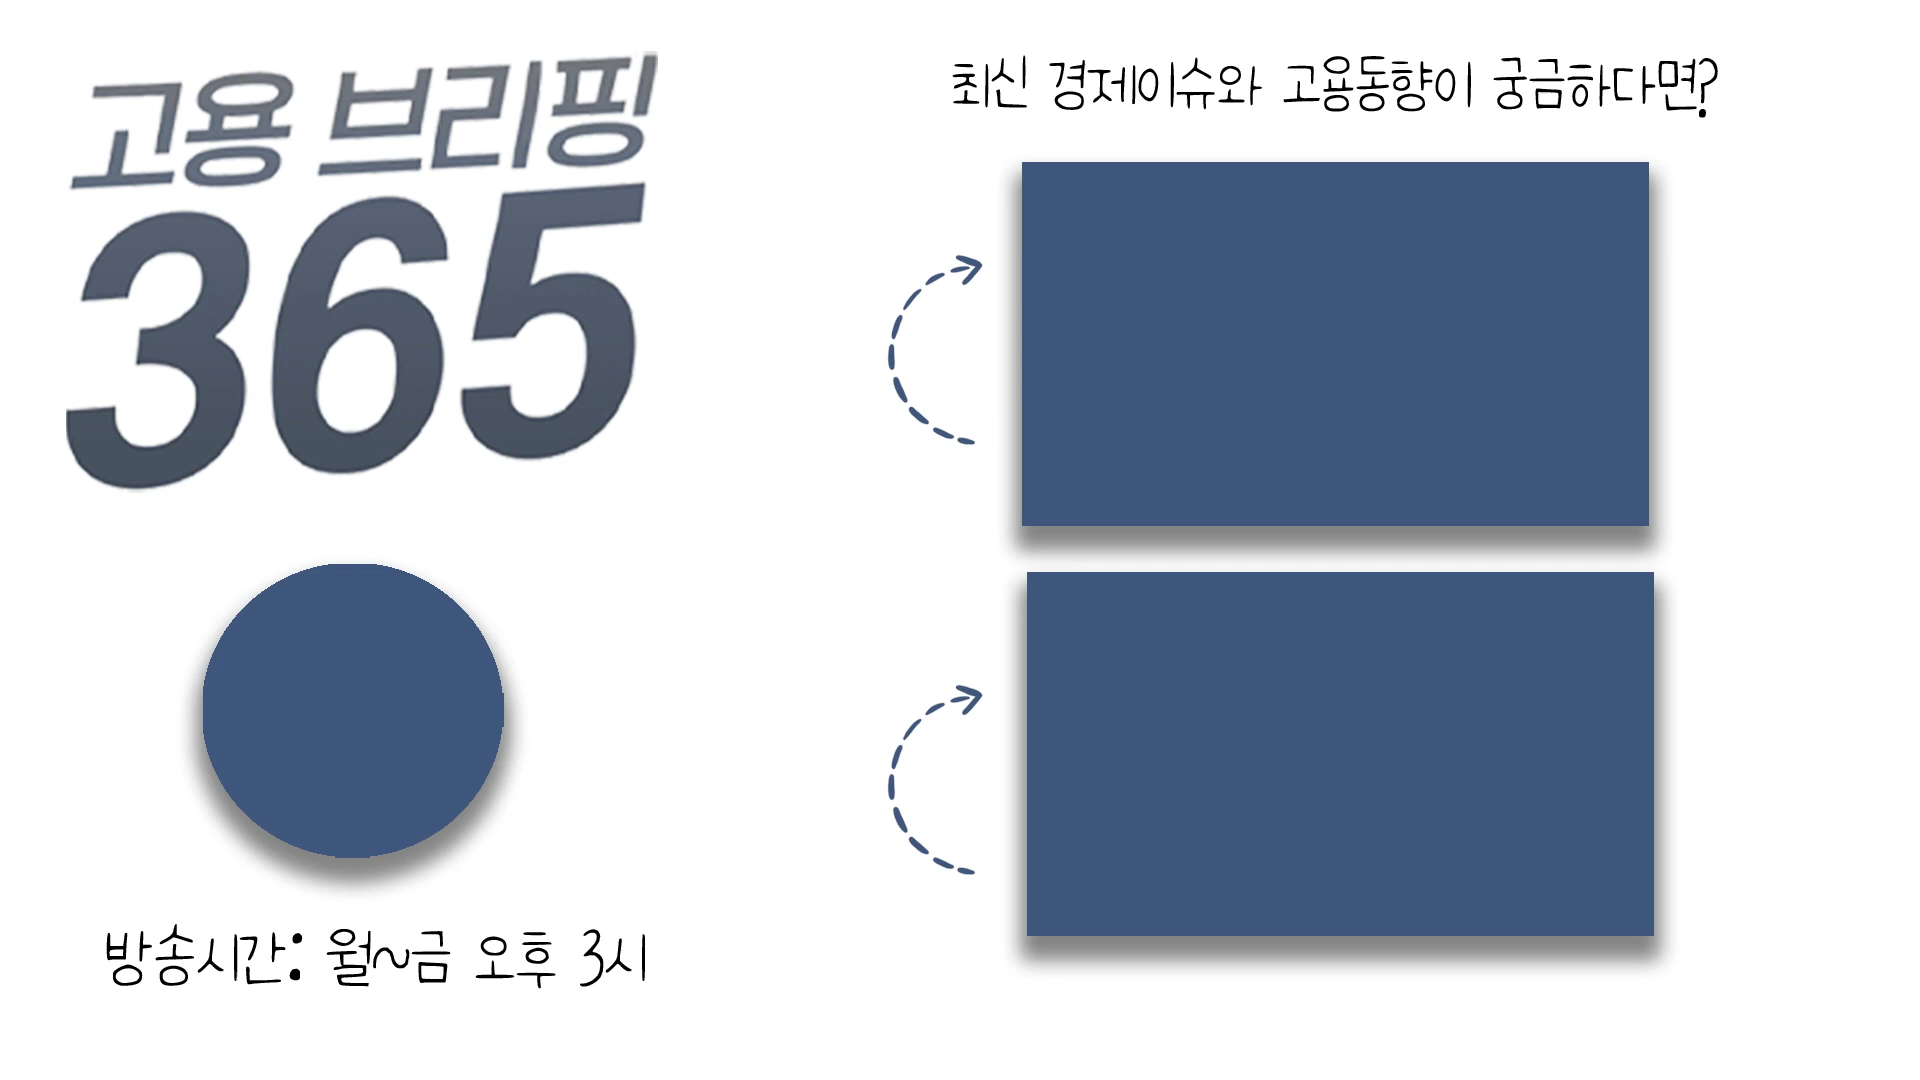 고용 브리핑
365
최신 경제이슈와 고용동향이 궁금하다면?
방송시간: 월~금 오후 3시